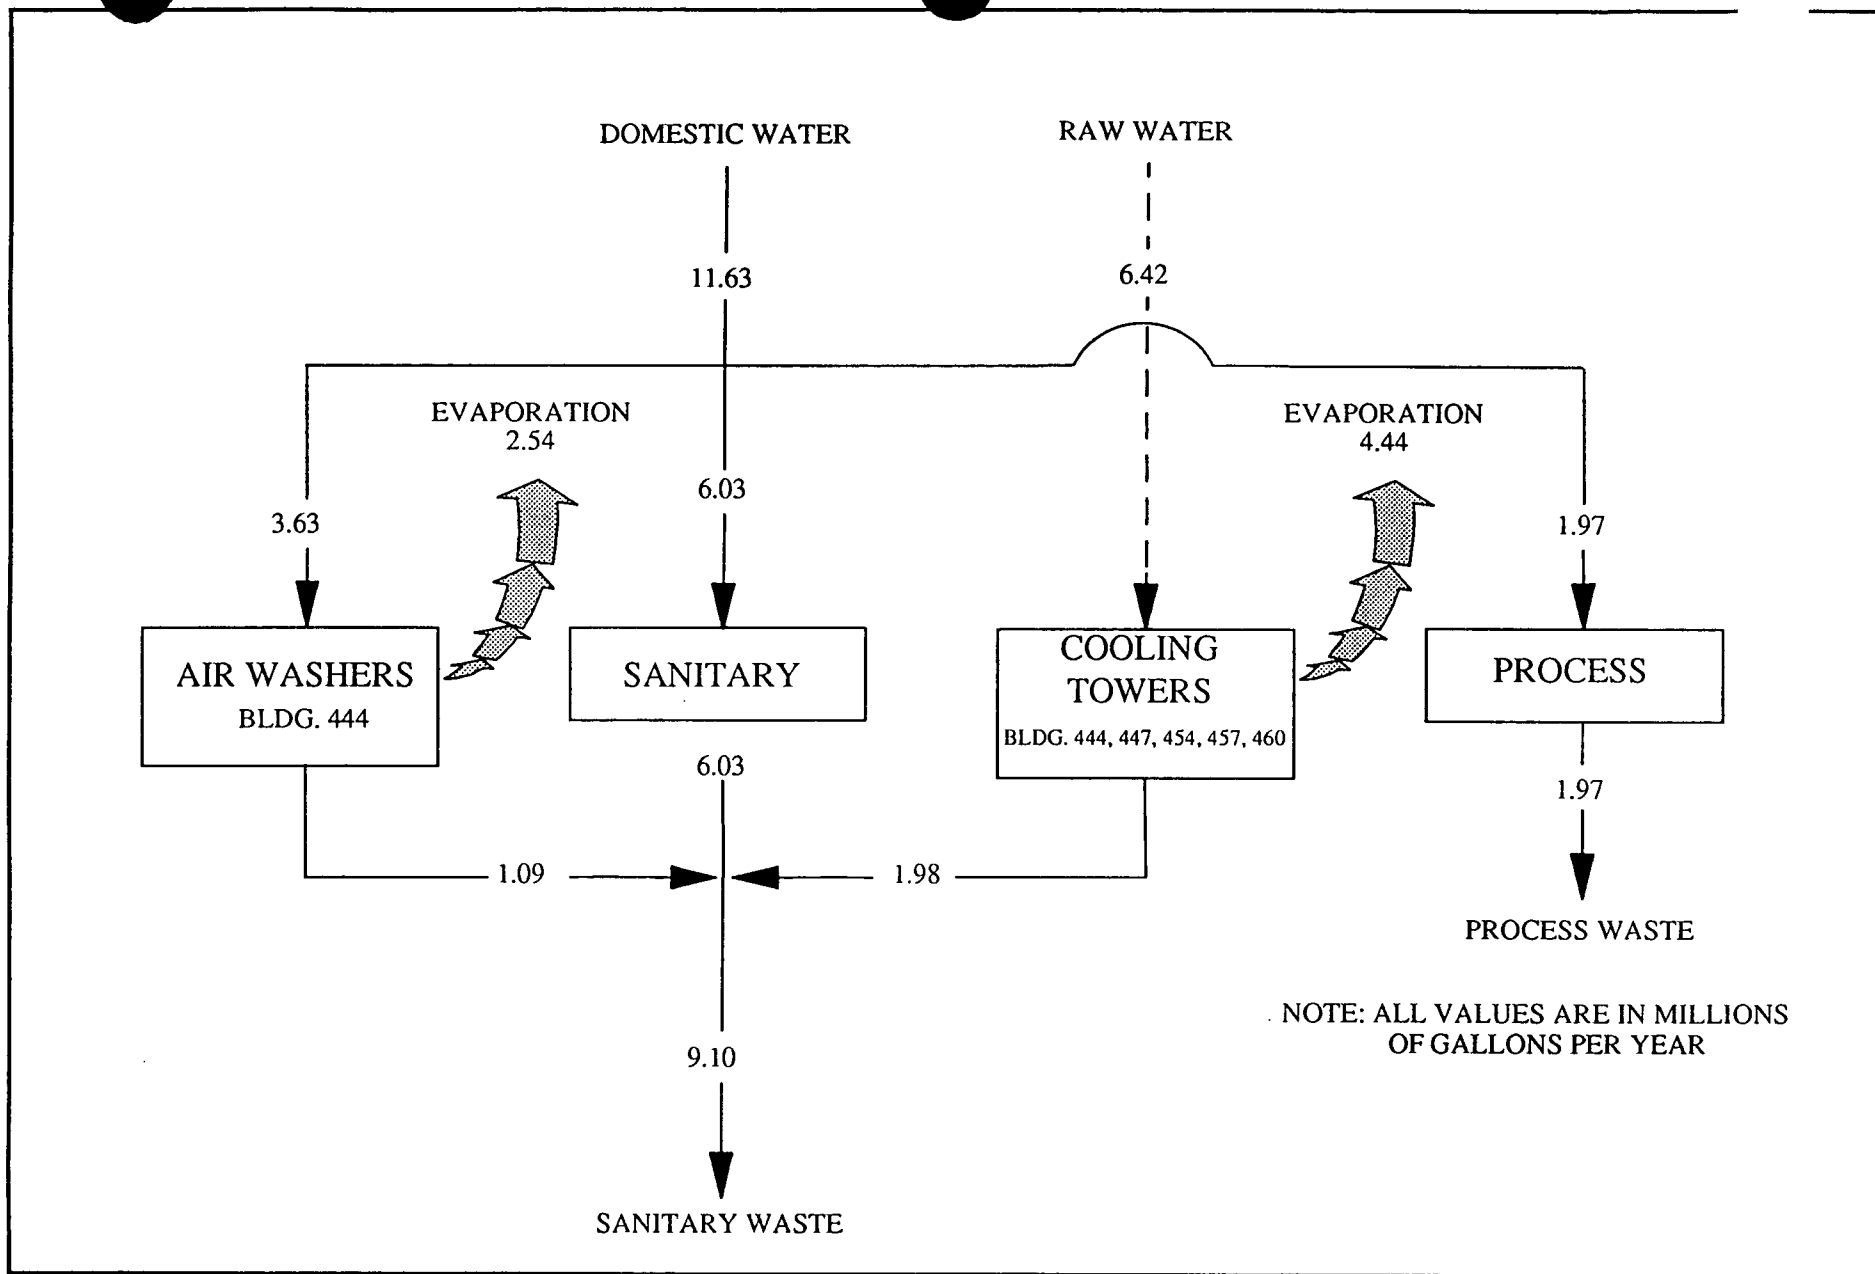 DOMESTIC WATER
RAW WATER
11.63
6.42
EVAPORATION
2.54
EVAPORATION
4.44
3.63
6.03
1.97
AIR WASHERS
BLDG. 444
SANITARY
COOLING
TOWERS
BLDG. 444, 447, 454, 457, 460
PROCESS
6.03
1.97
1.09
1.98
PROCESS WASTE
NOTE: ALL VALUES ARE IN MILLIONS
OF GALLONS PER YEAR
9.10
SANITARY WASTE